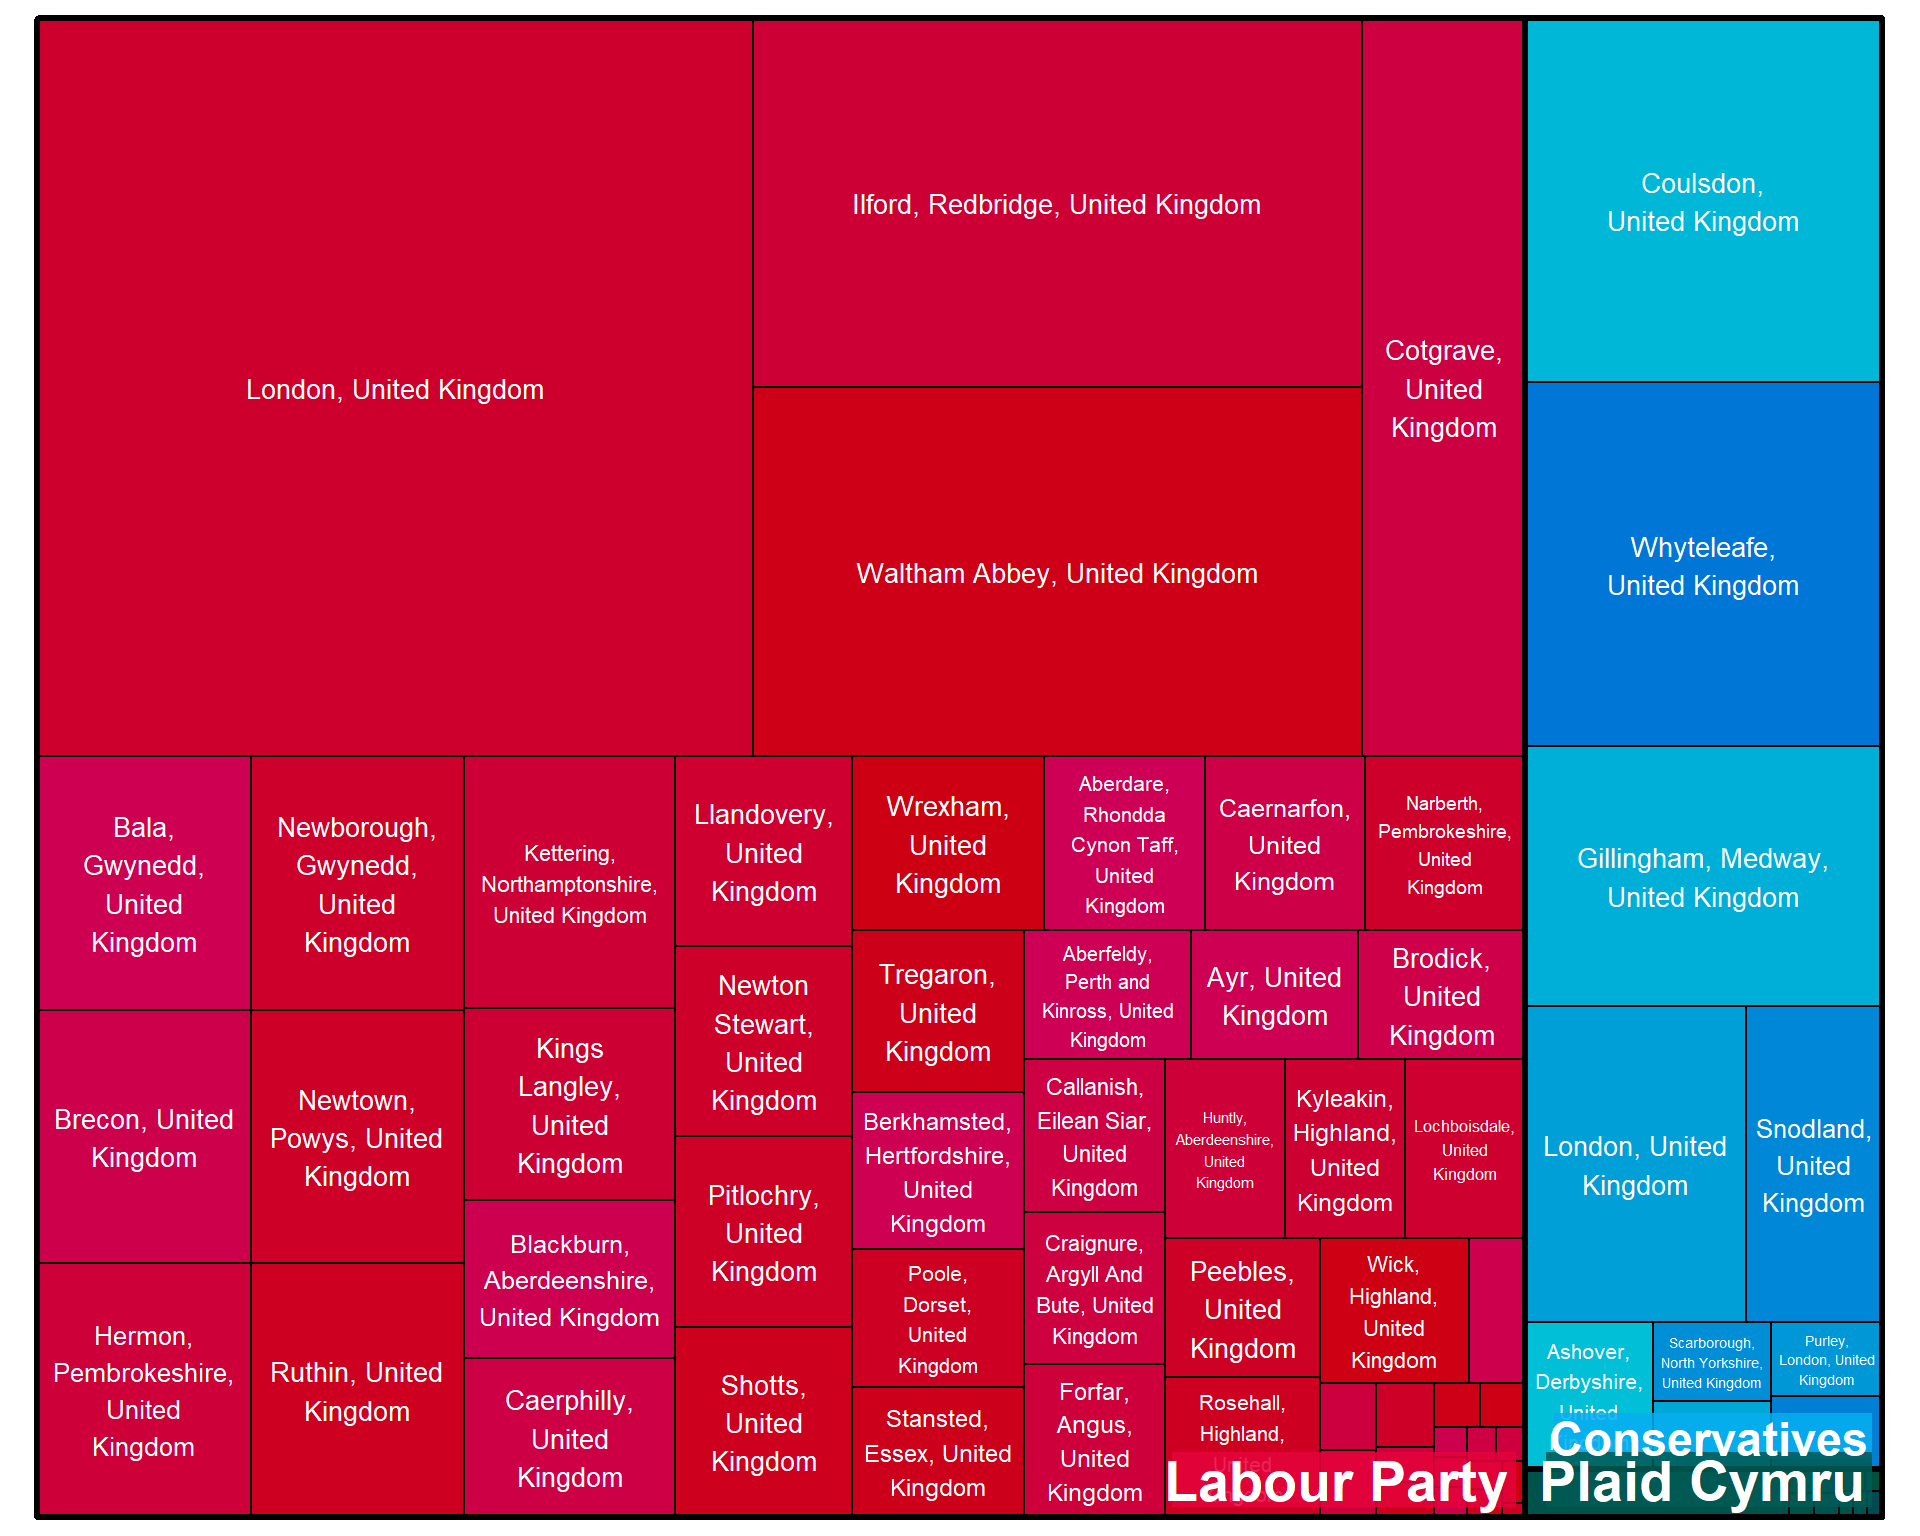 London, United Kingdom
Ilford, Redbridge, United Kingdom
Waltham Abbey, United Kingdom
Cotgrave,
United
Kingdom
Coulsdon,
United Kingdom
Whyteleafe,
United Kingdom
Gillingham, Medway,
United Kingdom
London, United
Kingdom
Snodland,
United
Kingdom
Ashover,
Derbyshire,
United
Scarborough,
North Yorkshire,
United Kingdom
Purley,
London, United
Kingdom
Bala,
Gwynedd,
United
Kingdom
Newborough,
Gwynedd,
United
Kingdom
Kettering,
Northamptonshire,
United Kingdom
Llandovery,
United
Kingdom
Wrexham,
United
Kingdom
Aberdare,
Rhondda
Cynon Taff,
United
Kingdom
Caernarfon,
United
Kingdom
Narberth,
Pembrokeshire,
United
Kingdom
Brecon, United
Kingdom
Newtown,
Powys, United
Kingdom
Kings
Langley,
United
Kingdom
Newton
Stewart,
United
Kingdom
Tregaron,
United
Kingdom
Aberfeldy,
Perth and
Kinross, United
Kingdom
Ayr, United
Kingdom
Brodick,
United
Kingdom
Hermon,
Pembrokeshire,
United
Kingdom
Ruthin, United
Kingdom
Blackburn,
Aberdeenshire,
United Kingdom
Caerphilly,
United
Kingdom
Pitlochry,
United
Kingdom
Shotts,
United
Kingdom
Berkhamsted,
Hertfordshire,
United
Kingdom
Poole,
Dorset,
United
Kingdom
Stansted,
Essex, United
Kingdom
Callanish,
Eilean Siar,
United
Kingdom
Craignure,
Argyll And
Bute, United
Kingdom
Forfar,
Angus,
United
Kingdom
Huntly,
Aberdeenshire,
United
Kingdom
Kyleakin,
Highland,
United
Kingdom
Lochboisdale,
United
Kingdom
Peebles,
United
Kingdom
Wick,
Highland,
United
Kingdom
Rosehall,
Highland,
United
Labour Party
Conservatives
Plaid Cymru